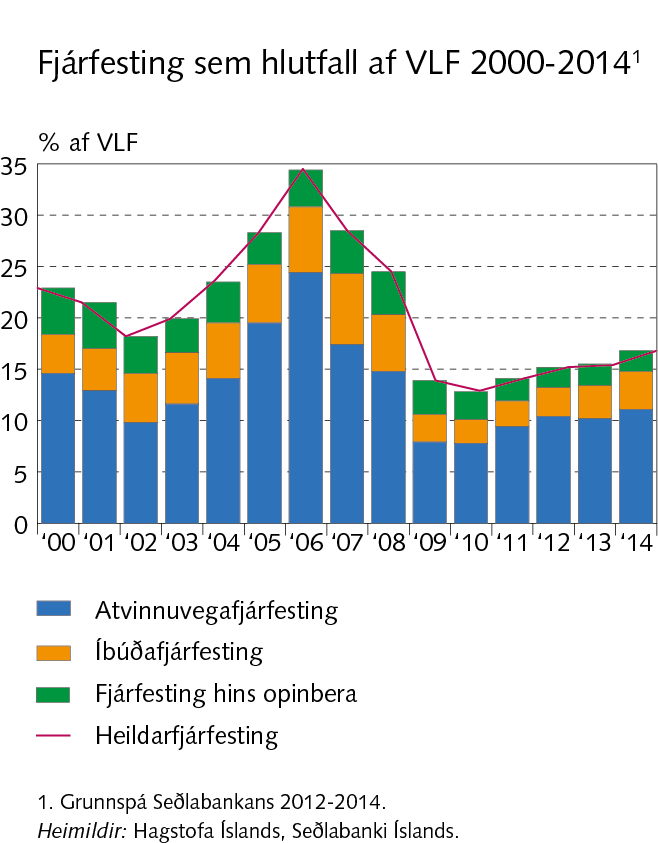 Fjárfesting sem hlutfall af VLF 2000-2014¹
% af VLF
35
30
25
20
15
10
5
0
‘00 ‘01 ‘02 ‘03 ‘04 ‘05 ‘06 ‘07 ‘08 ‘09 ‘10 ‘11 ‘12 ‘13 ‘14
Atvinnuvegafjárfesting
Íbúðafjárfesting
Fjárfesting hins opinbera
Heildarfjárfesting
1. Grunnspá Seðlabankans 2012-2014.
Heimildir: Hagstofa Íslands, Seðlabanki Íslands.